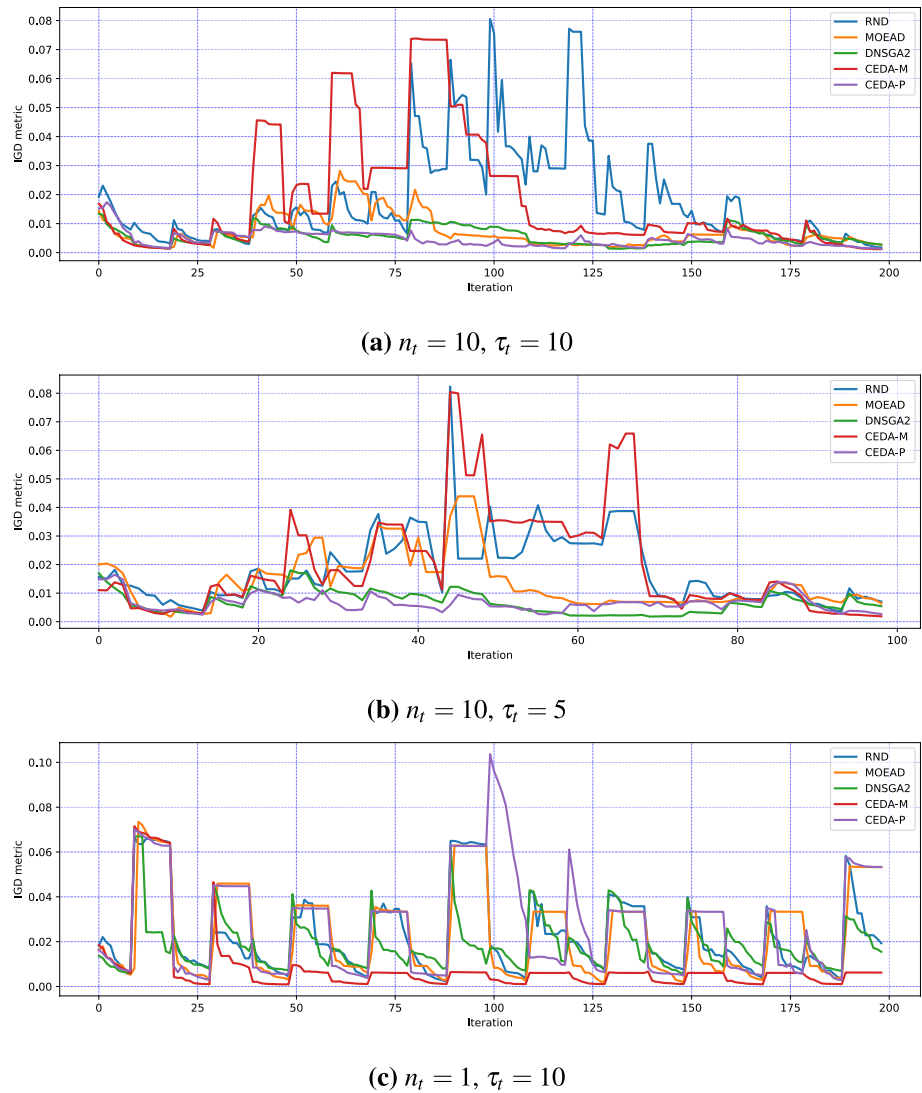 0.08
0.07
0.06
0.05
0.04
0.03
0.02
0.01
0.00
IGD metric
RND
MOEAD
DNSGA2
CEDA-M
CEDA-P
0 25 50 75 100 125 150 175 200
Iteration
(a) n_t = 10, τ_t = 10
0.08
0.07
0.06
0.05
0.04
0.03
0.02
0.01
0.00
IGD metric
RND
MOEAD
DNSGA2
CEDA-M
CEDA-P
0 20 40 60 80 100
Iteration
(b) n_t = 10, τ_t = 5
0.10
0.08
0.06
0.04
0.02
0.00
IGD metric
RND
MOEAD
DNSGA2
CEDA-M
CEDA-P
0 25 50 75 100 125 150 175 200
Iteration
(c) n_t = 1, τ_t = 10